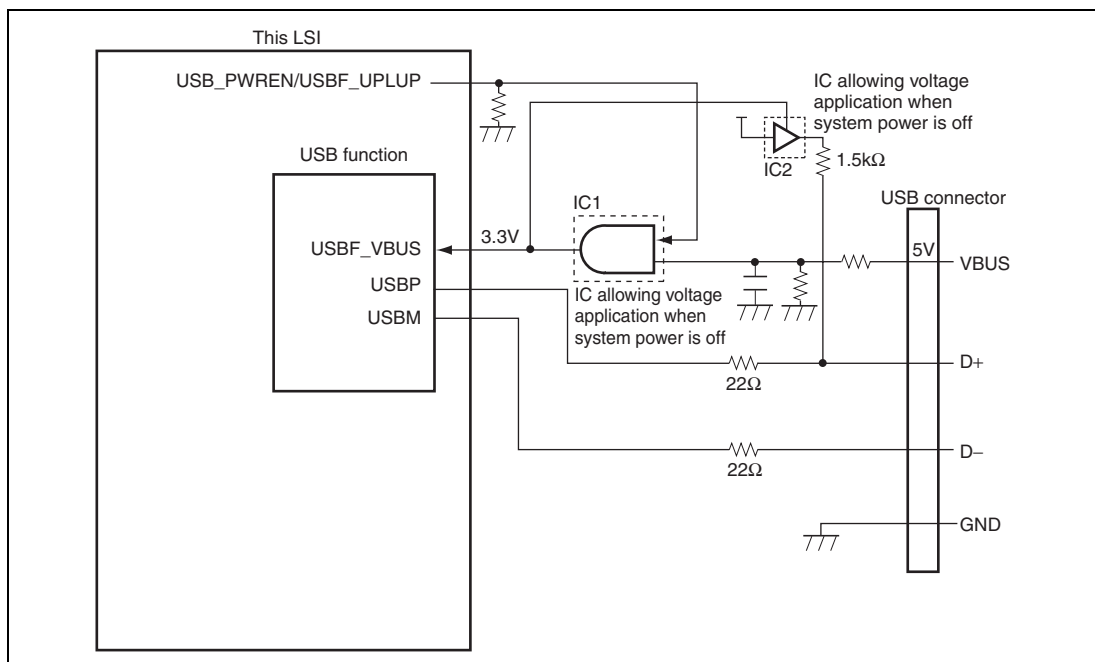 This LSI
USB_PWREN/USBF_UPLUP
IC allowing voltage
application when
system power is off
IC2
1.5kΩ
USB function
USB connector
IC1
USBF_VBUS
3.3V
5V
VBUS
USBP
USBM
IC allowing voltage
application when
system power is off
22Ω
D+
22Ω
D−
GND